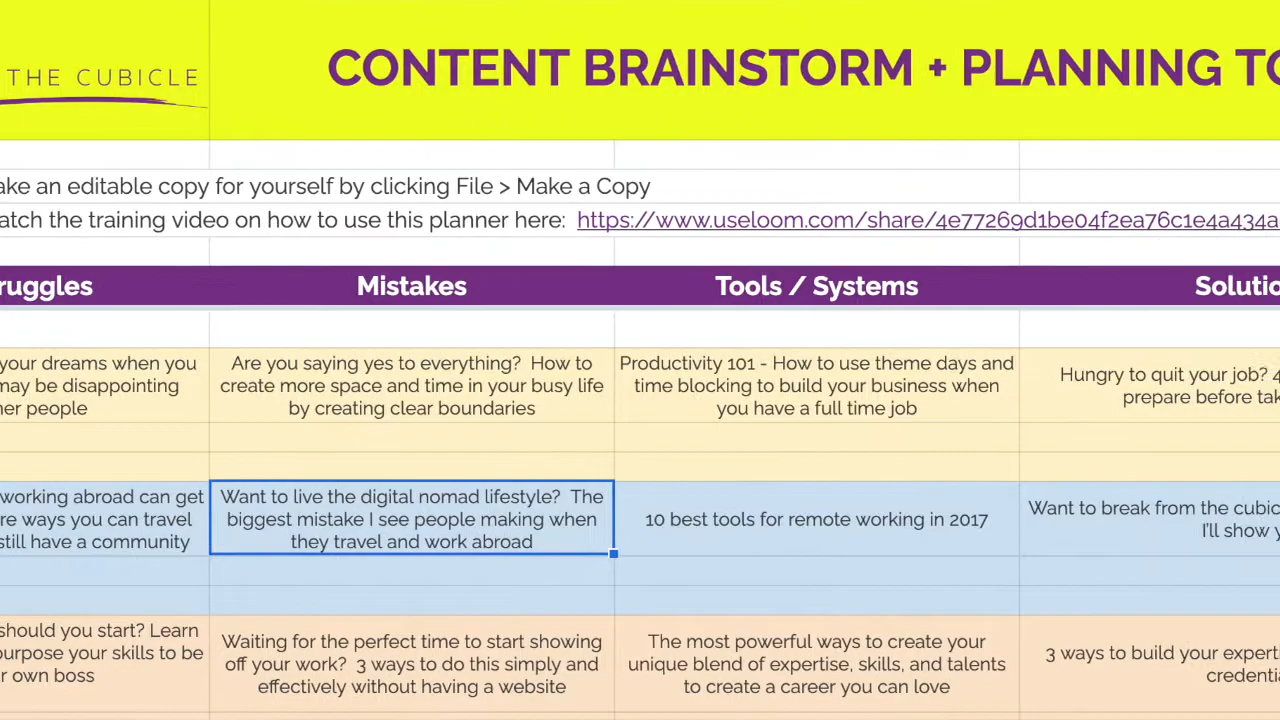 THE CUBICLE
CONTENT BRAINSTORM + PLANNING TO
ake an editable copy for yourself by clicking File > Make a Copy
atch the training video on how to use this planner here: https://www.useloom.com/share/4e77269d1be04f2ea76c1e4a434a
ruggles
Mistakes
Tools / Systems
Solutio
your dreams when you
may be disappointing
her people
Are you saying yes to everything? How to
create more space and time in your busy life
by creating clear boundaries
Productivity 101 - How to use theme days and
time blocking to build your business when
you have a full time job
Hungry to quit your job? 4
prepare before tak
working abroad can get
re ways you can travel
still have a community
Want to live the digital nomad lifestyle? The
biggest mistake I see people making when
they travel and work abroad
10 best tools for remote working in 2017
Want to break from the cubic
I'll show y
should you start? Learn
purpose your skills to be
r own boss
Waiting for the perfect time to start showing
off your work? 3 ways to do this simply and
effectively without having a website
The most powerful ways to create your
unique blend of expertise, skills, and talents
to create a career you can love
3 ways to build your experti
credentia